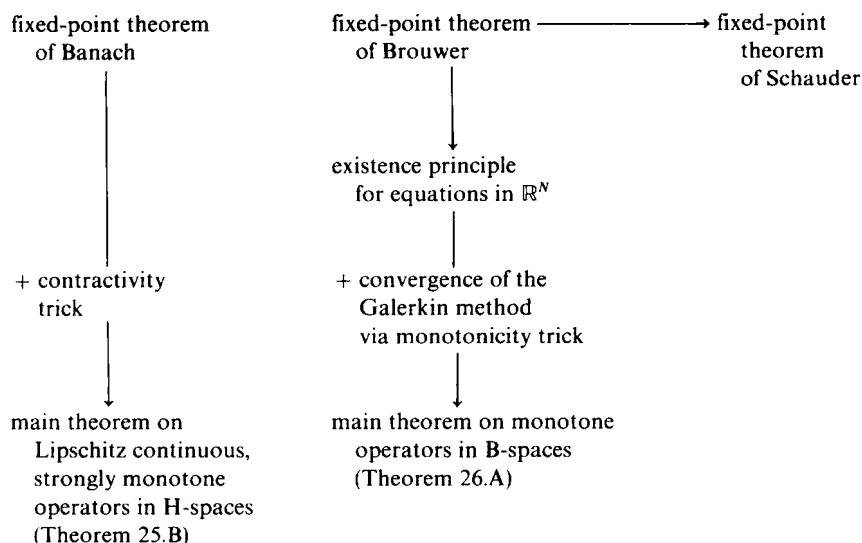 fixed-point theorem
of Banach
fixed-point theorem
of Brouwer
fixed-point
theorem
of Schauder
existence principle
for equations in ℝᴺ
+ contractivity
trick
+ convergence of the
Galerkin method
via monotonicity trick
main theorem on
Lipschitz continuous,
strongly monotone
operators in H-spaces
(Theorem 25.B)
main theorem on monotone
operators in B-spaces
(Theorem 26.A)